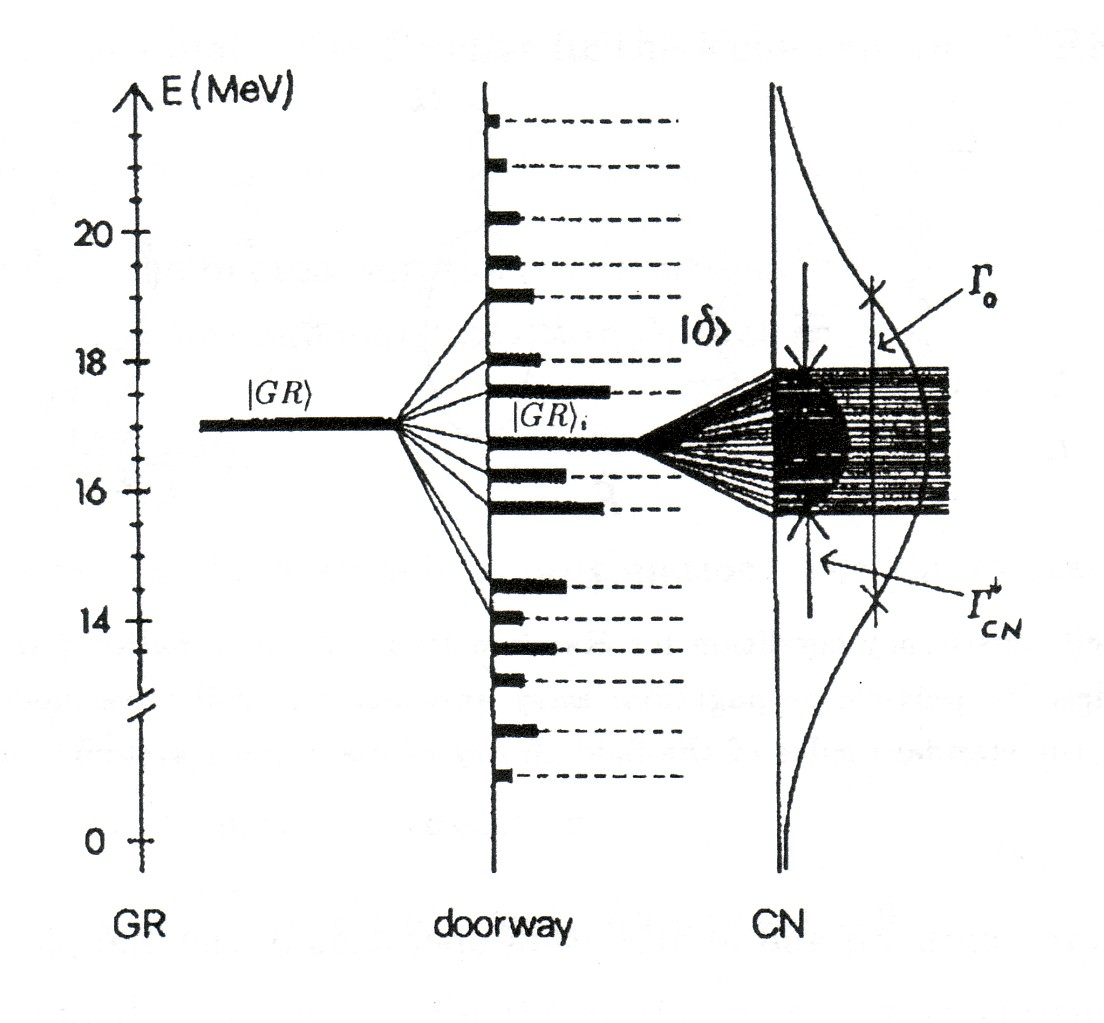 E (MeV)
20
18
16
14
0
|GR⟩
|GR⟩ᵢ
|δ⟩
Γ₀
Γ*CN
GR
doorway
CN